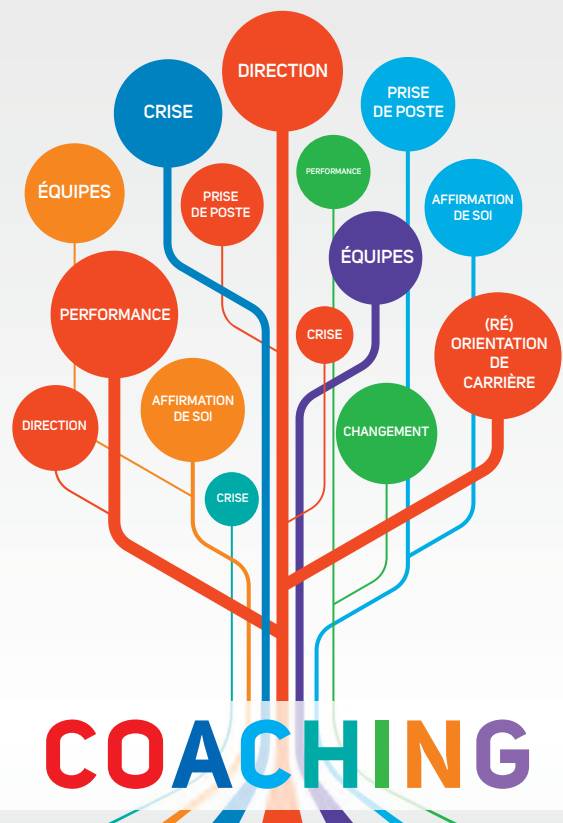 DIRECTION
CRISE
PRISE
DE POSTE
PERFORMANCE
ÉQUIPES
PRISE
DE POSTE
AFFIRMATION
DE SOI
ÉQUIPES
PERFORMANCE
CRISE
(RÉ)
ORIENTATION
DE
CARRIÈRE
AFFIRMATION
DE SOI
DIRECTION
CHANGEMENT
CRISE
COACHING